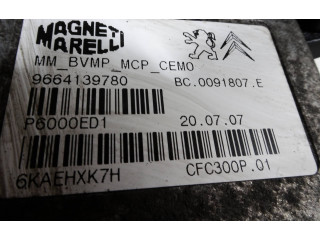 MAGNETI
MARELLI
MM_BVMP_MCP_CEMO
9664139780 BC.0091807.E
P6000ED1 20.07.07
6KAEHXK7H CFC300P.01